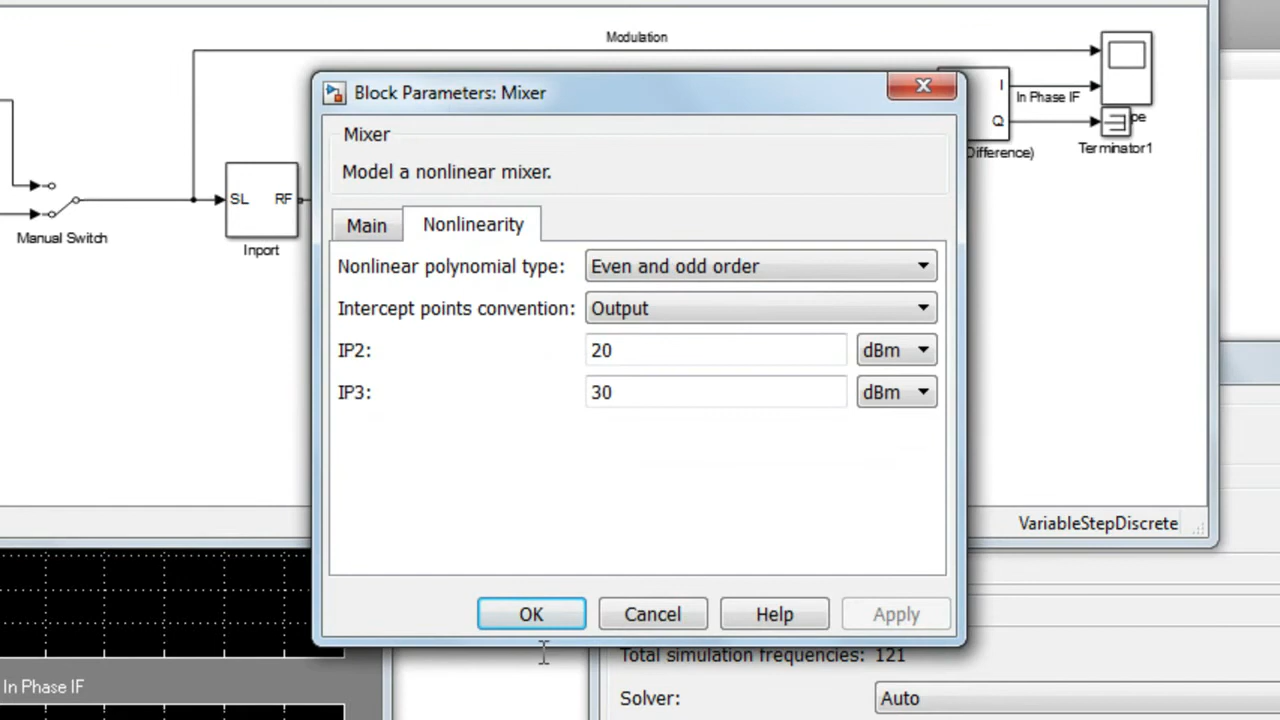 Modulation
Block Parameters: Mixer
Mixer
Model a nonlinear mixer.
Main
Nonlinearity
Nonlinear polynomial type: Even and odd order
Intercept points convention: Output
IP2: 20 dBm
IP3: 30 dBm
OK Cancel Help Apply
Manual Switch
SL RF
Inport
I
In Phase IF
Q
Difference)
pe
Terminator1
VariableStepDiscrete
In Phase IF
Total simulation frequencies: 121
Solver: Auto